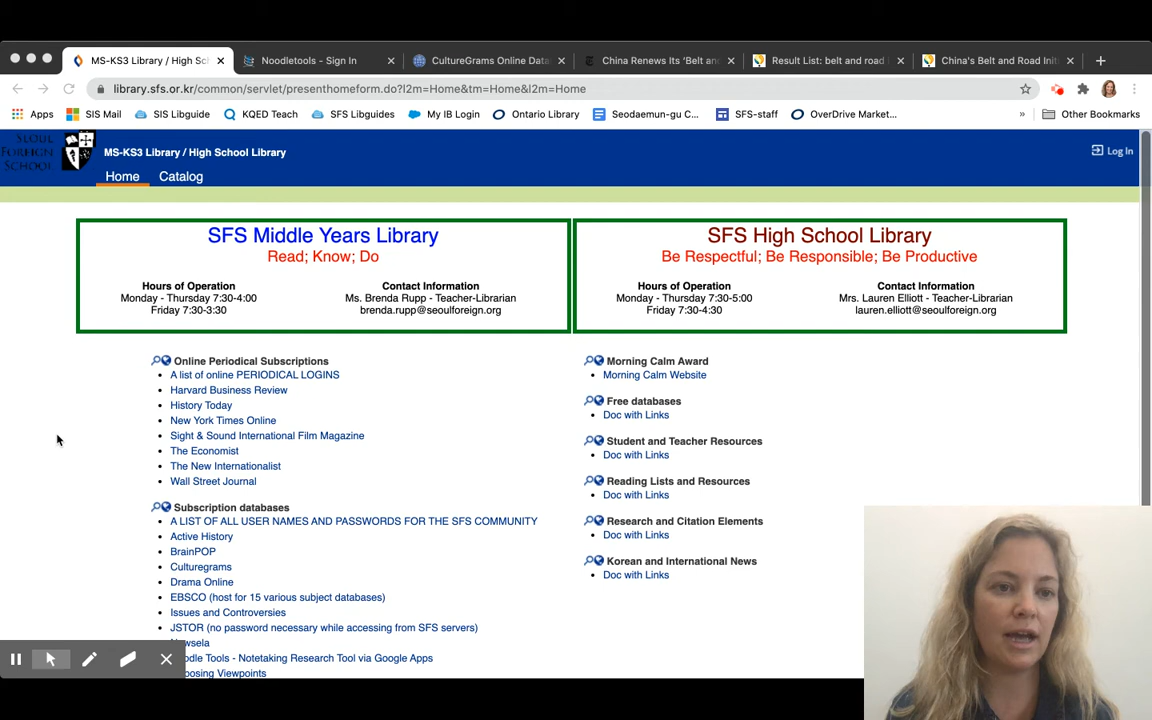 MS-KS3 Library / High Sc
Noodletools - Sign In
CultureGrams Online Data
China Renews Its 'Belt and
Result List: belt and road i
China's Belt and Road Initi
library.sfs.or.kr/common/servlet/presenthomeform.do?l2m=Home&tm=Home&l2m=Home
Apps
SIS Mail
SIS Libguide
KQED Teach
SFS Libguides
My IB Login
Ontario Library
Seodaemun-gu C...
SFS-staff
OverDrive Market...
»
Other Bookmarks
SEOUL
FOREIGN
SCHOOL
MS-KS3 Library / High School Library
Log In
Home
Catalog
SFS Middle Years Library
Read; Know; Do
Hours of Operation
Monday - Thursday 7:30-4:00
Friday 7:30-3:30
Contact Information
Ms. Brenda Rupp - Teacher-Librarian
brenda.rupp@seoulforeign.org
SFS High School Library
Be Respectful; Be Responsible; Be Productive
Hours of Operation
Monday - Thursday 7:30-5:00
Friday 7:30-4:30
Contact Information
Mrs. Lauren Elliott - Teacher-Librarian
lauren.elliott@seoulforeign.org
Online Periodical Subscriptions
• A list of online PERIODICAL LOGINS
• Harvard Business Review
• History Today
• New York Times Online
• Sight & Sound International Film Magazine
• The Economist
• The New Internationalist
• Wall Street Journal
Subscription databases
• A LIST OF ALL USER NAMES AND PASSWORDS FOR THE SFS COMMUNITY
• Active History
• BrainPOP
• Culturegrams
• Drama Online
• EBSCO (host for 15 various subject databases)
• Issues and Controversies
• JSTOR (no password necessary while accessing from SFS servers)
wsela
odle Tools - Notetaking Research Tool via Google Apps
posing Viewpoints
Morning Calm Award
• Morning Calm Website
Free databases
• Doc with Links
Student and Teacher Resources
• Doc with Links
Reading Lists and Resources
• Doc with Links
Research and Citation Elements
• Doc with Links
Korean and International News
• Doc with Links